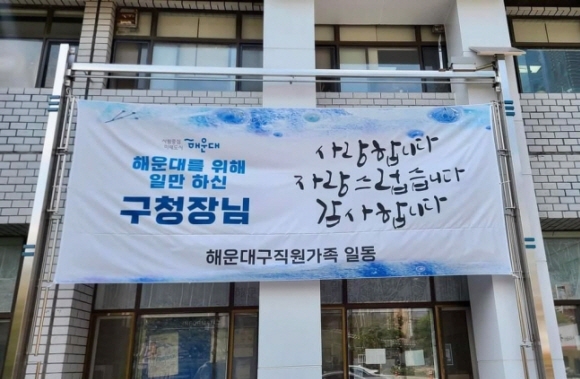 해운대
해운대를 위해
일만 하신
구청장님
사랑합니다
자랑스럽습니다
감사합니다
해운대구직원가족 일동